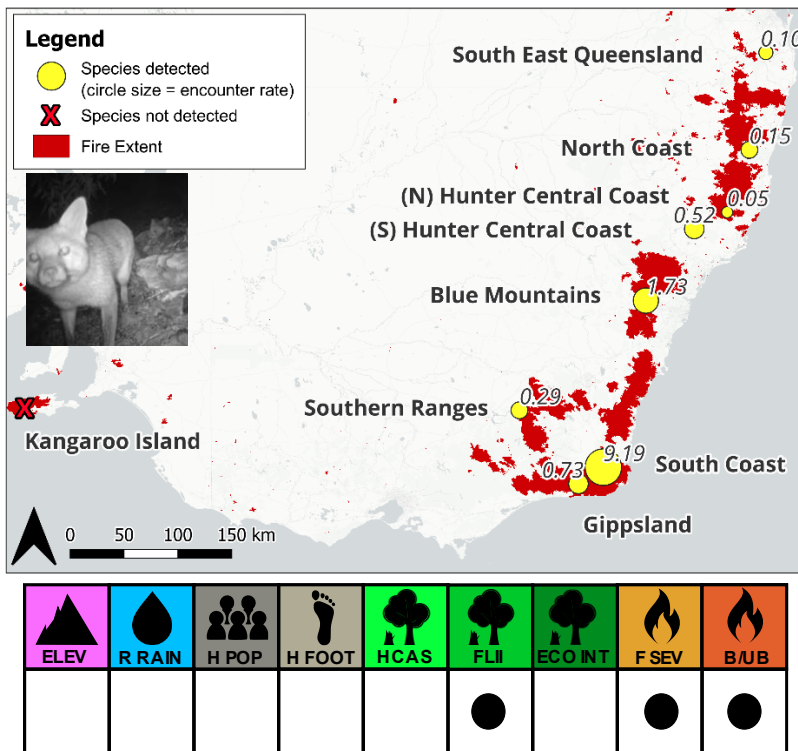 Legend
Species detected
(circle size = encounter rate)
Species not detected
Fire Extent
South East Queensland
0.10
North Coast
0.15
(N) Hunter Central Coast
0.05
(S) Hunter Central Coast
0.52
Blue Mountains
1.73
Southern Ranges
0.29
Kangaroo Island
9.19
South Coast
0.73
Gippsland
0 50 100 150 km
ELEV R RAIN H POP H FOOT HCAS FLII ECO INT F SEV B/UB